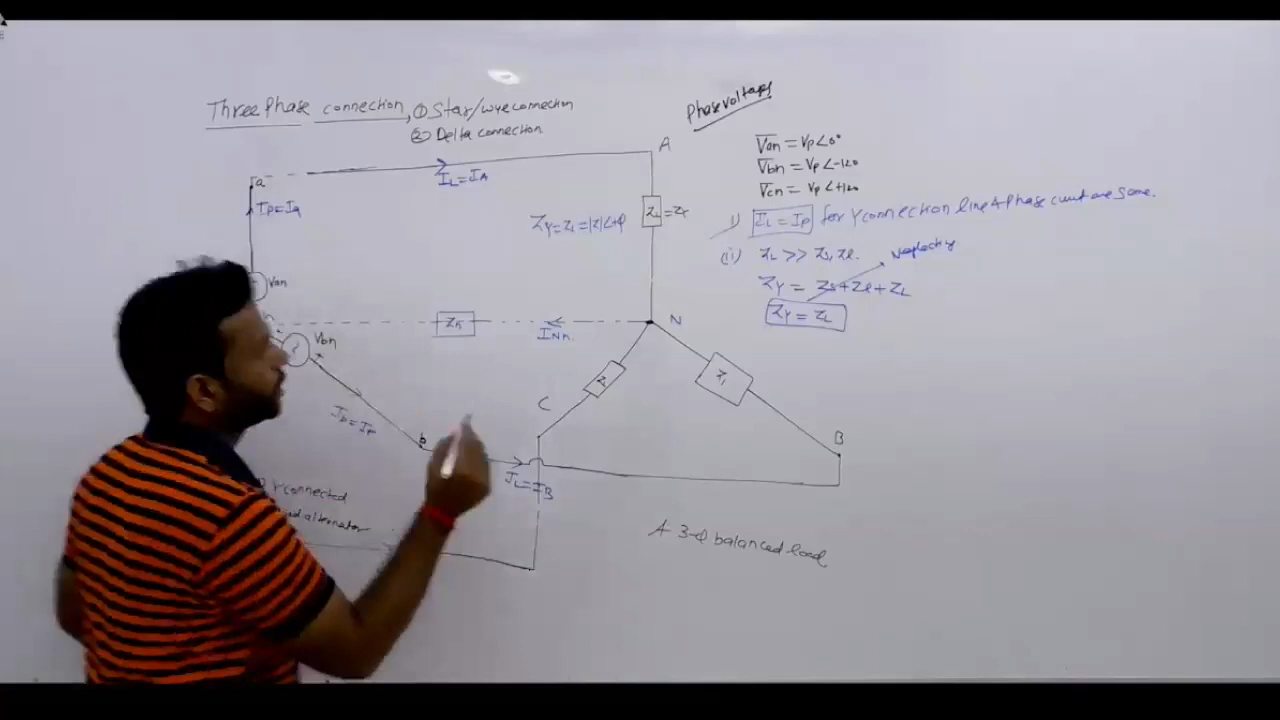 Three Phase connection, ① Star/wye connection
② Delta connection
Phase voltages
Van = Vp∠0°
Vbn = Vp∠-120
Vcn = Vp∠+120
i) IL = Ip for Y connection line & phase current are same.
(ii) ZL >> Zs, Zl.
Neglecting
ZY = Zs+Zl+ZL
ZY = ZL
a
A
IL = IA
Ip = Ia
ZY = ZL = |Z|∠+φ
Van
Zn
INn
N
Vbn
C
B
b
IL = IB
Y connected
alternator
A 3-φ balanced load